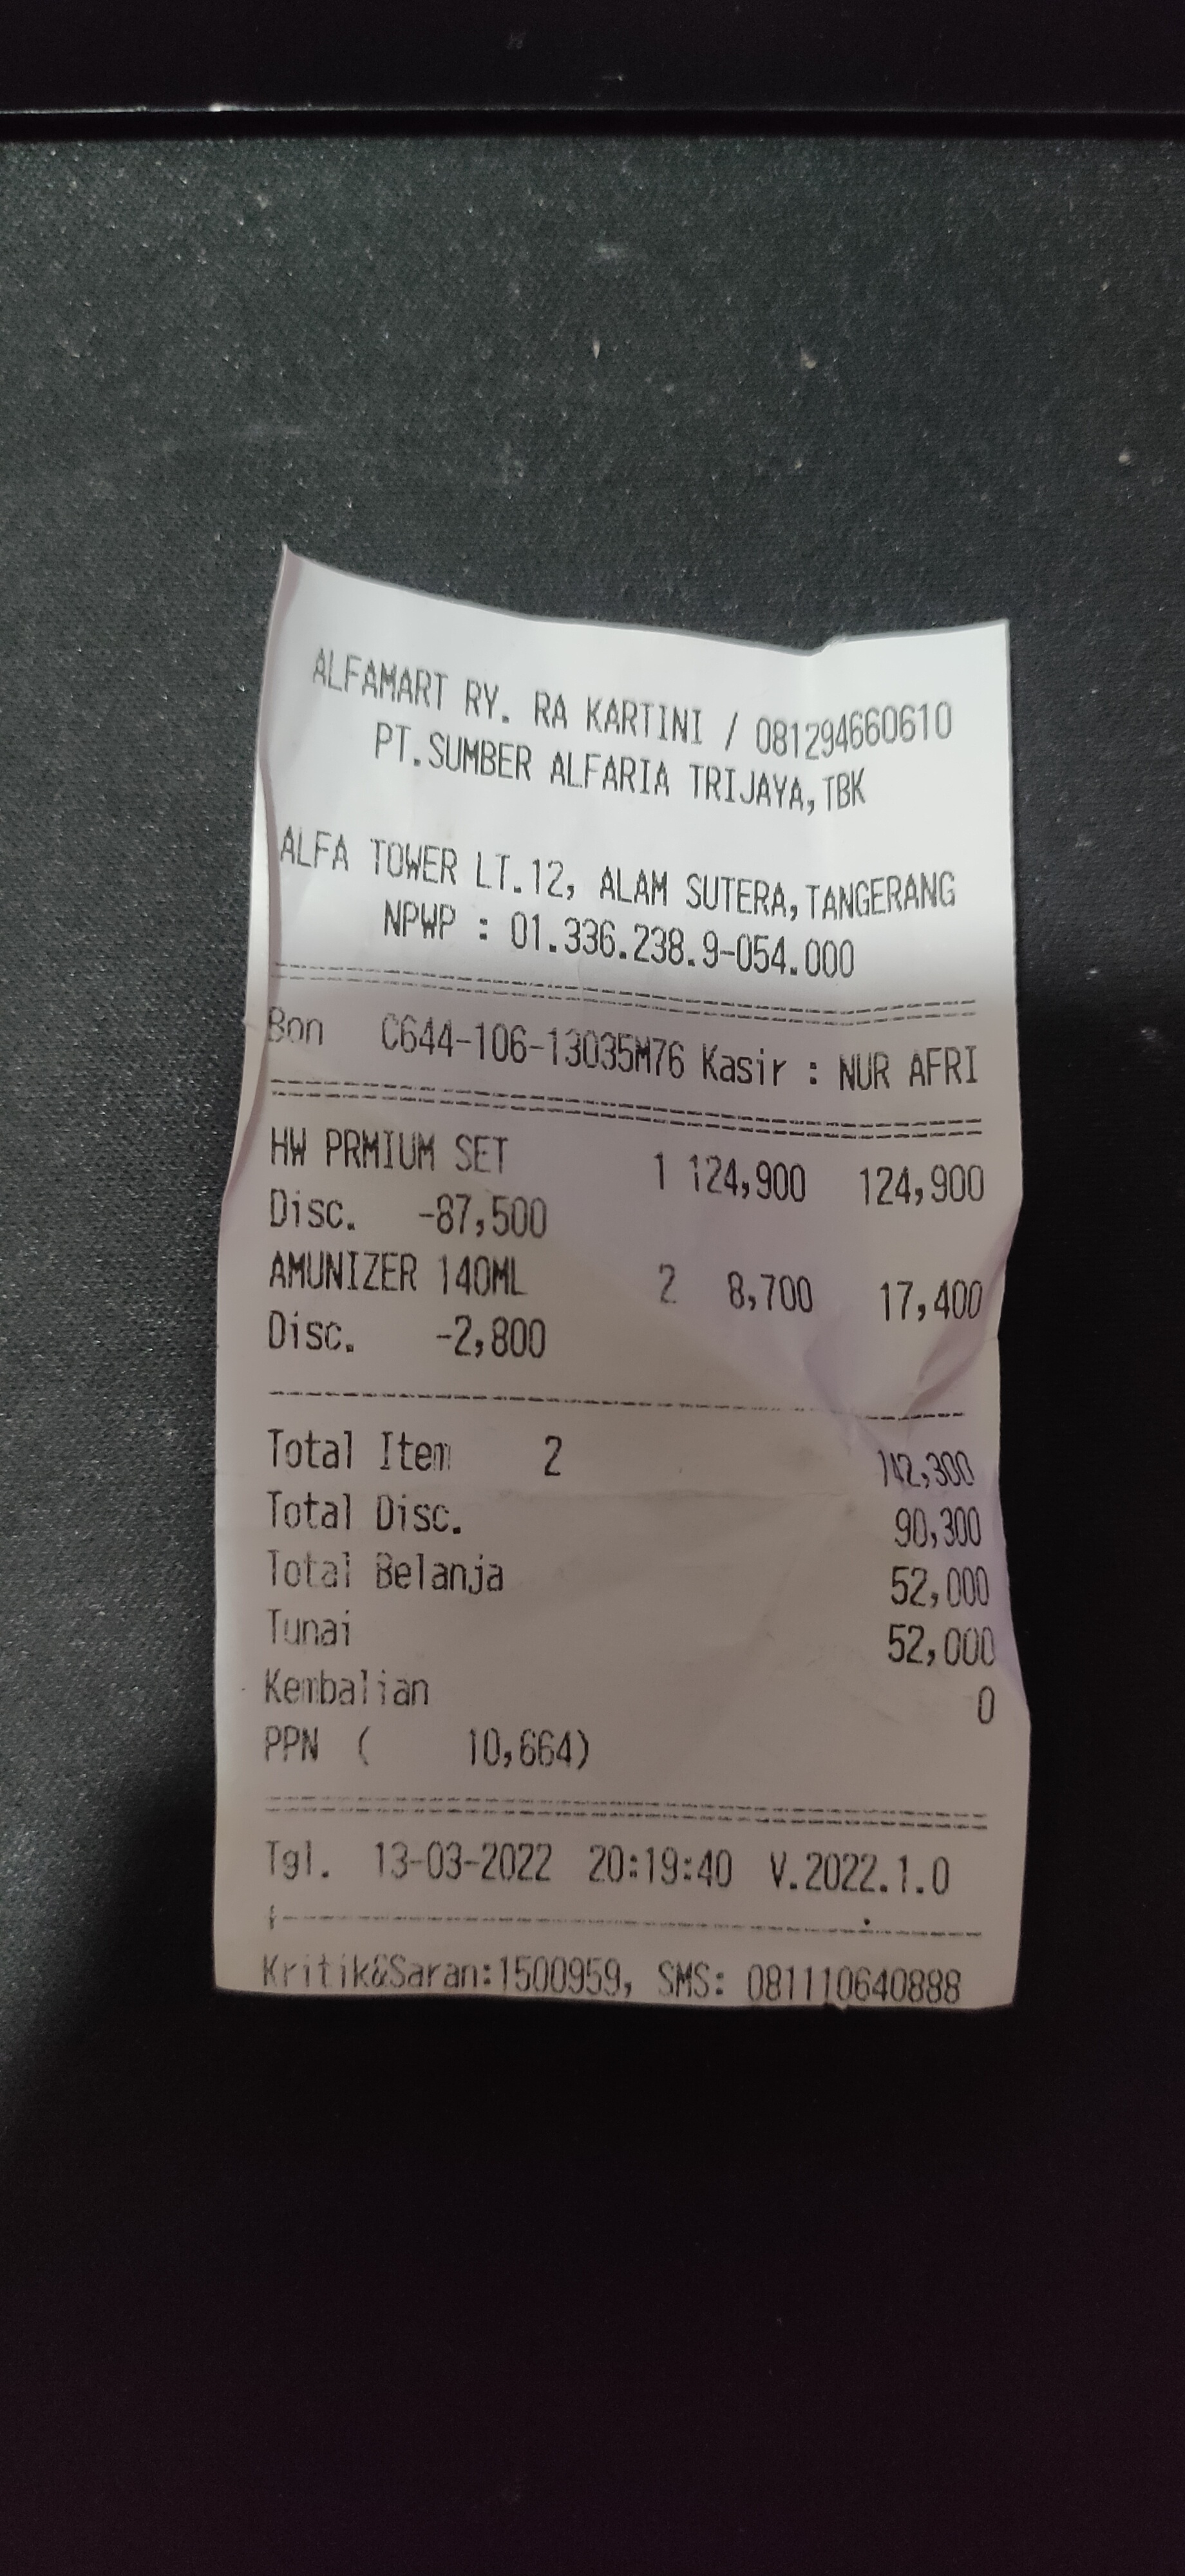 ALFAMART RY. RA KARTINI / 081294660610
PT.SUMBER ALFARIA TRIJAYA,TBK
ALFA TOWER LT.12, ALAM SUTERA,TANGERANG
NPWP : 01.336.238.9-054.000
Bon C644-106-13035M76 Kasir : NUR AFRI
HW PRMIUM SET 1 124,900 124,900
Disc. -87,500
AMUNIZER 140ML 2 8,700 17,400
Disc. -2,800
Total Item 2 142,300
Total Disc. 90,300
Total Belanja 52,000
Tunai 52,000
Kembalian 0
PPN ( 10,664)
Tgl. 13-03-2022 20:19:40 V.2022.1.0
Kritik&Saran:1500959, SMS: 081110640888